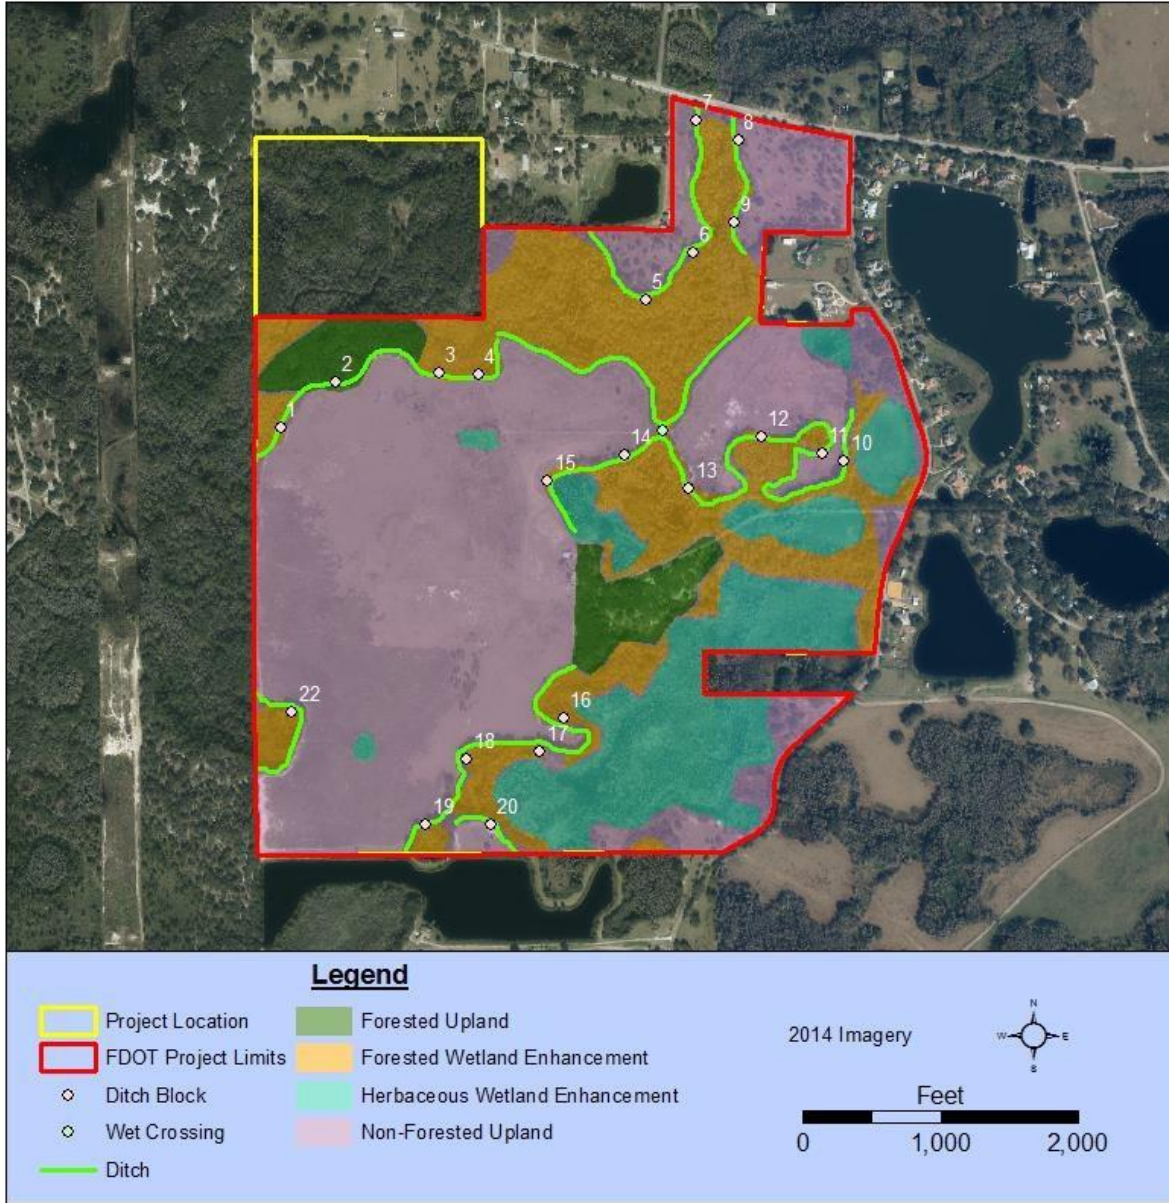 7
8
9
6
5
2
3
4
1
12
11
14
10
15
13
22
16
17
18
19
20
Legend
Project Location
Forested Upland
FDOT Project Limits
Forested Wetland Enhancement
Ditch Block
Herbaceous Wetland Enhancement
Wet Crossing
Non-Forested Upland
Ditch
2014 Imagery
N
W E
S
Feet
0 1,000 2,000